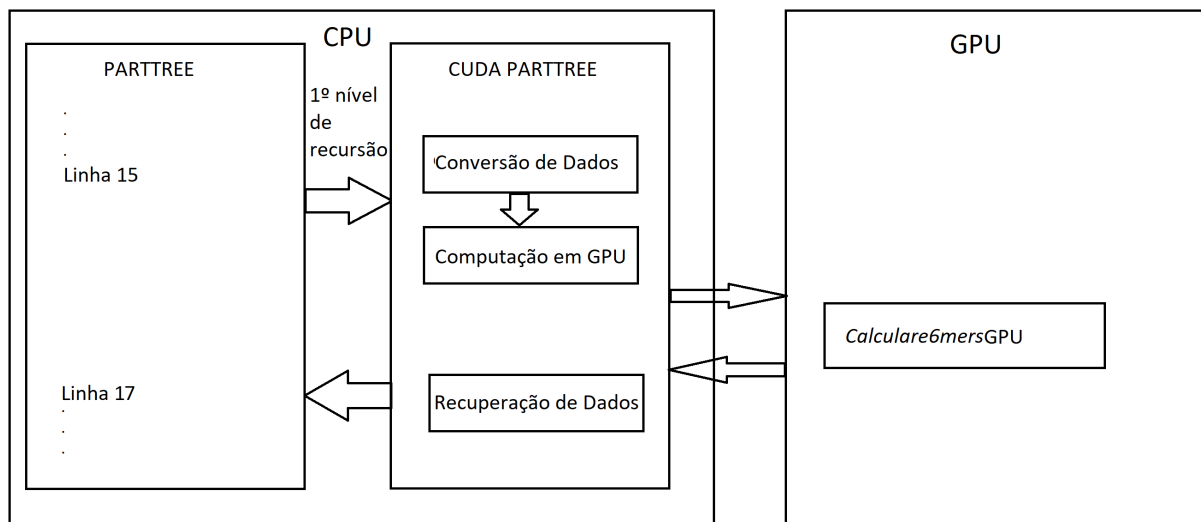 CPU
GPU
PARTTREE
CUDA PARTTREE
1º nível
de
recursão
.
.
.
Linha 15
Conversão de Dados
Computação em GPU
Calculare6mersGPU
Linha 17
.
.
.
Recuperação de Dados